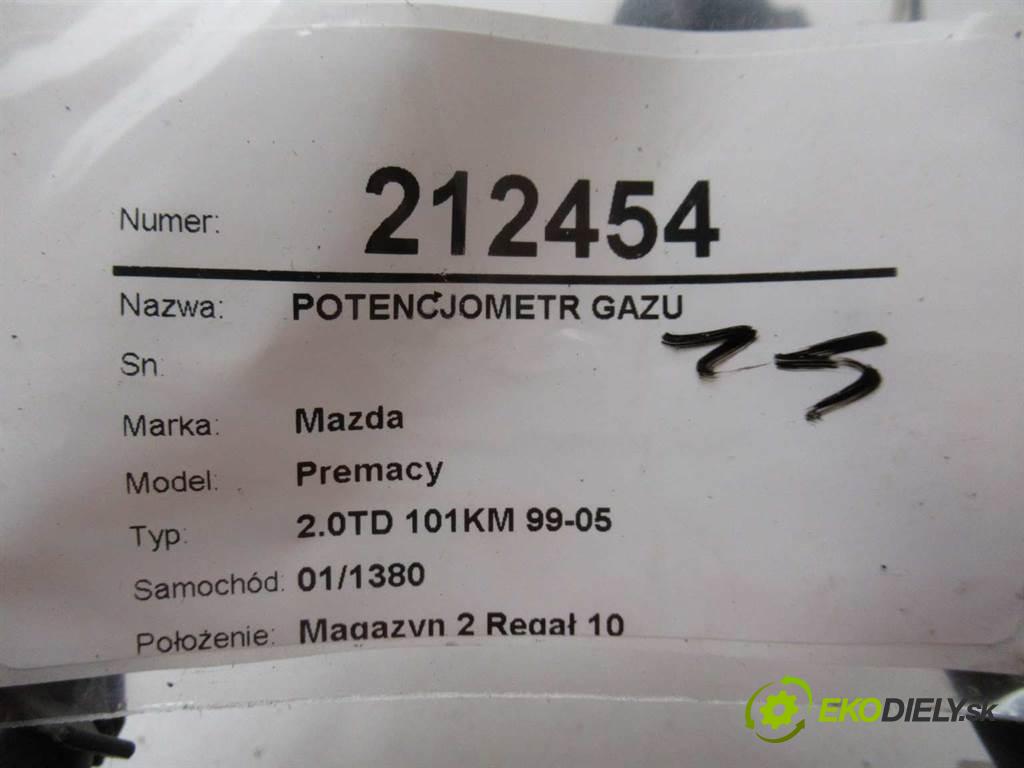 Numer: 212454
Nazwa: POTENCJOMETR GAZU
25
Sn:
Marka: Mazda
Model: Premacy
Typ: 2.0TD 101KM 99-05
Samochód: 01/1380
Położenie: Magazyn 2 Regał 10
EKODIELY.SK